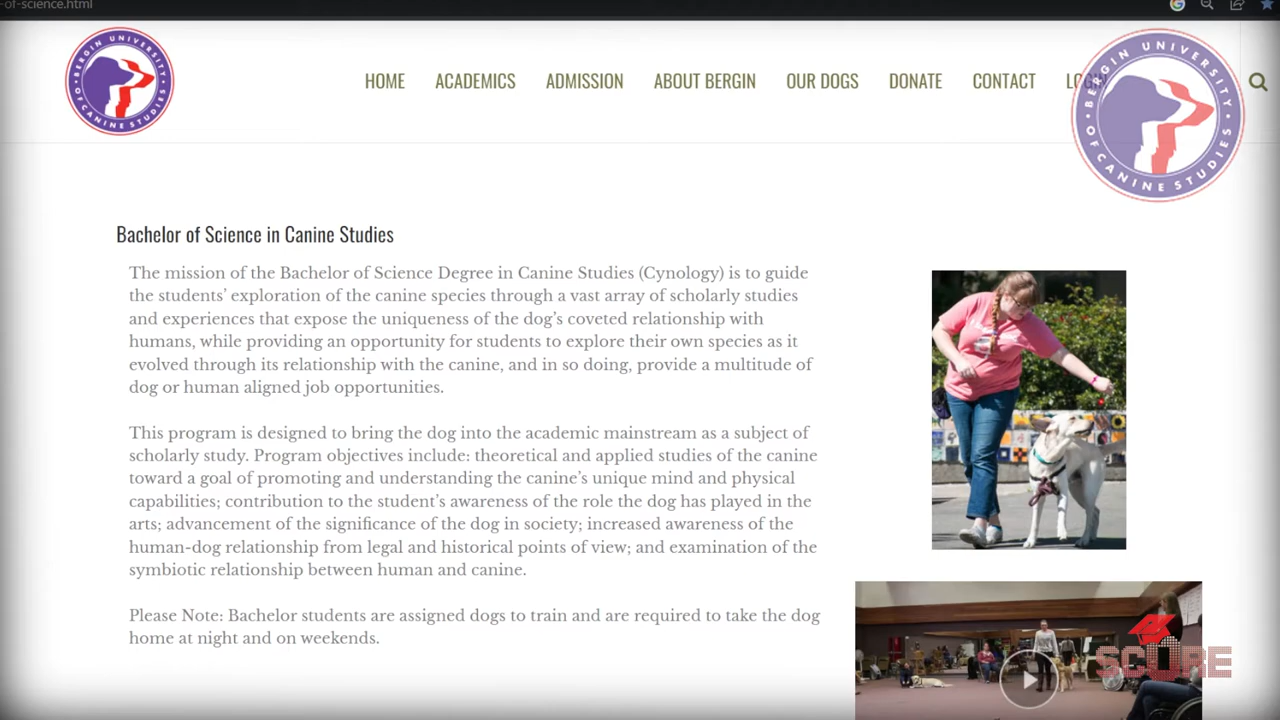 -of-science.html
BERGIN UNIVERSITY
OF CANINE STUDIES
HOME ACADEMICS ADMISSION ABOUT BERGIN OUR DOGS DONATE CONTACT
BERGIN UNIVERSITY
OF CANINE STUDIES
Bachelor of Science in Canine Studies
The mission of the Bachelor of Science Degree in Canine Studies (Cynology) is to guide
the students’ exploration of the canine species through a vast array of scholarly studies
and experiences that expose the uniqueness of the dog’s coveted relationship with
humans, while providing an opportunity for students to explore their own species as it
evolved through its relationship with the canine, and in so doing, provide a multitude of
dog or human aligned job opportunities.
This program is designed to bring the dog into the academic mainstream as a subject of
scholarly study. Program objectives include: theoretical and applied studies of the canine
toward a goal of promoting and understanding the canine’s unique mind and physical
capabilities; contribution to the student’s awareness of the role the dog has played in the
arts; advancement of the significance of the dog in society; increased awareness of the
human-dog relationship from legal and historical points of view; and examination of the
symbiotic relationship between human and canine.
Please Note: Bachelor students are assigned dogs to train and are required to take the dog
home at night and on weekends.